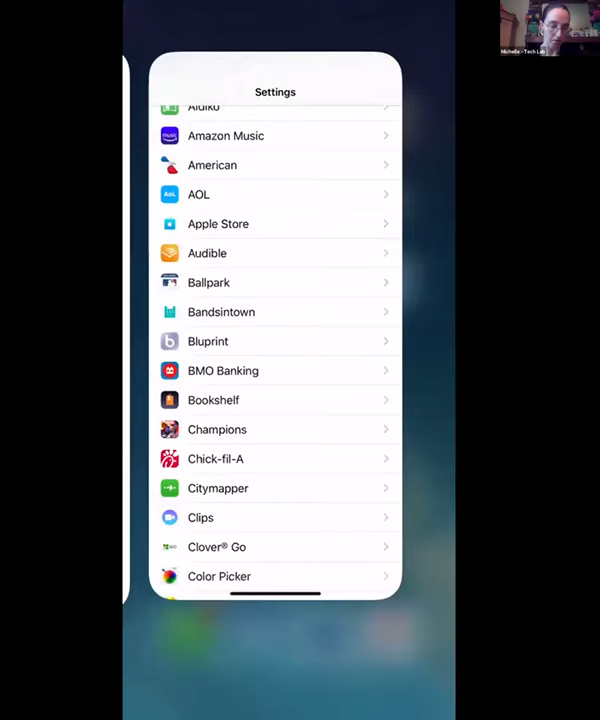 Settings
Aldiko
Amazon Music
American
AOL
Apple Store
Audible
Ballpark
Bandsintown
Bluprint
BMO Banking
Bookshelf
Champions
Chick-fil-A
Citymapper
Clips
Clover® Go
Color Picker
Michelle - Tech Lab